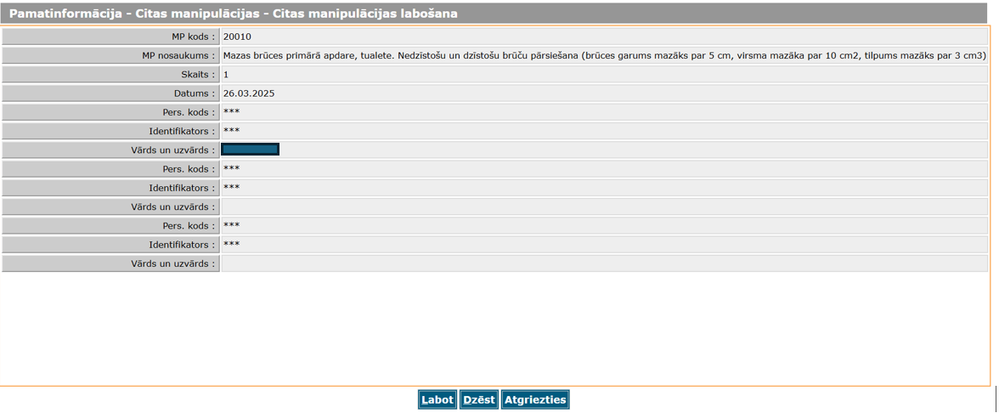 Pamatinformācija - Citas manipulācijas - Citas manipulācijas labošana
MP kods : 20010
MP nosaukums : Mazas brūces primārā apdare, tualete. Nedzīstošu un dzīstošu brūču pārsiešana (brūces garums mazāks par 5 cm, virsma mazāka par 10 cm2, tilpums mazāks par 3 cm3)
Skaits : 1
Datums : 26.03.2025
Pers. kods : ***
Identifikators : ***
Vārds un uzvārds :
Pers. kods : ***
Identifikators : ***
Vārds un uzvārds :
Pers. kods : ***
Identifikators : ***
Vārds un uzvārds :
Labot Dzēst Atgriezties